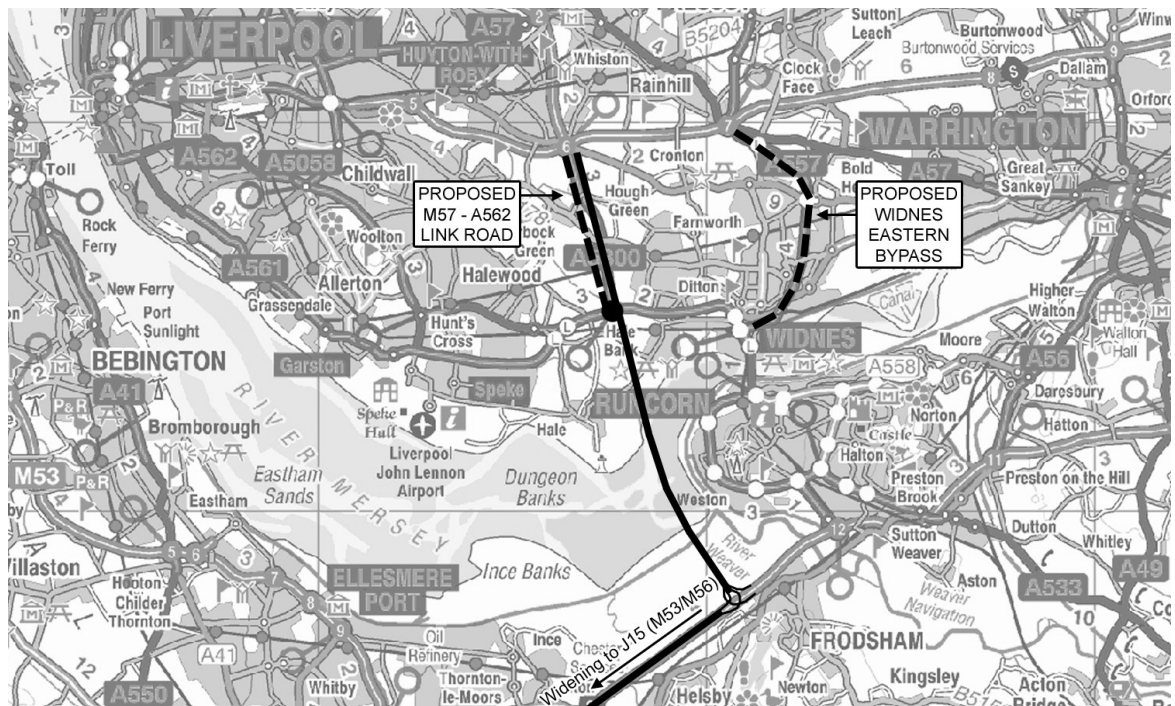 LIVERPOOL
A57
HUYTON-WITH-
ROBY
Whiston
Rainhill
B5204
Sutton
Leach
Burtonwood
Burtonwood Services
Clock
Face
Dallam
WARRINGTON
A562
A5058
Childwall
Cronton
A57
A57
Great
Sankey
Toll
Rock
Ferry
PROPOSED
M57 - A562
LINK ROAD
Hough
Green
Farnworth
PROPOSED
WIDNES
EASTERN
BYPASS
Woolton
A561
Allerton
Halewood
Grassendale
New Ferry
Port
Sunlight
Hunt's
Cross
Ditton
Canal
Higher
Walton
Walton
Hall
WIDNES
Moore
A56
BEBINGTON
Garston
Speke
Hale
Bank
A558
Daresbury
A41
RUNCORN
Norton
Hatton
P&R
Bromborough
Speke
Hall
Hale
Castle
Halton
M53
P&R
RIVER MERSEY
Liverpool
John Lennon
Airport
Dungeon
Banks
Preston
Brook
Preston on the Hill
Eastham
Sands
Eastham
Weston
Dutton
Whitley
Sutton
Weaver
River
Weaver
Hooton
Childer
Thornton
ELLESMERE
PORT
Ince Banks
Aston
A533
A49
Weaver
Navigation
Widening to J15 (M53/M56)
FRODSHAM
A41
Oil
Refinery
Ince
Kingsley
A550
Whitby
Thornton-
le-Moors
Helsby
Newton
Acton
Bridge